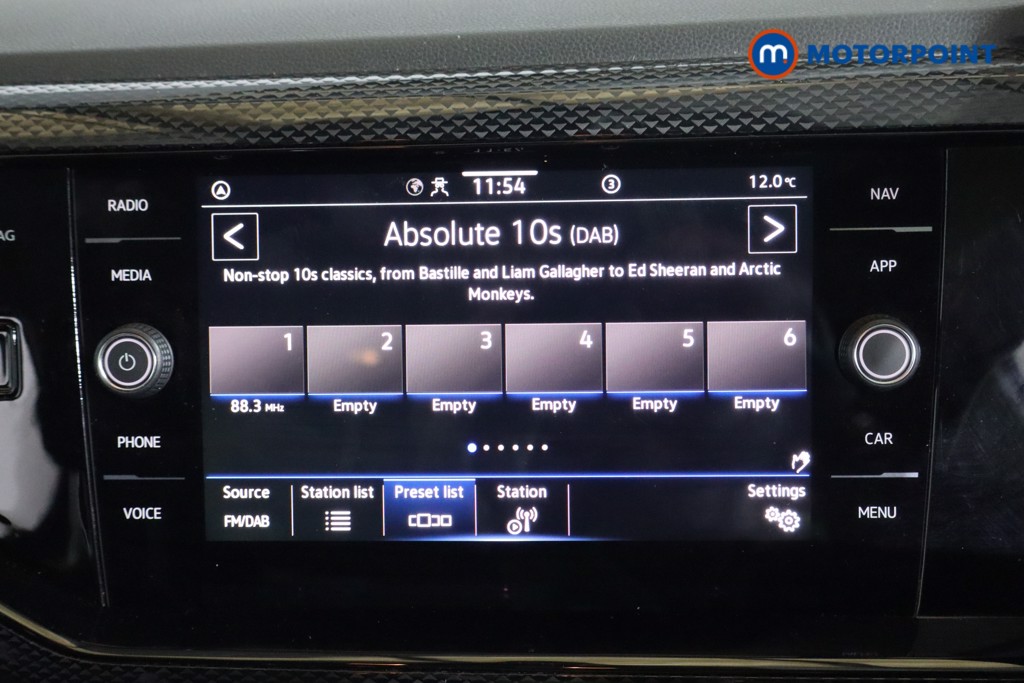 m MOTORPOINT
AG
RADIO
MEDIA
PHONE
VOICE
11:54
3
12.0°C
<
Absolute 10s (DAB)
>
Non-stop 10s classics, from Bastille and Liam Gallagher to Ed Sheeran and Arctic
Monkeys.
1 2 3 4 5 6
88.3 MHz Empty Empty Empty Empty Empty
Source Station list Preset list Station Settings
FM/DAB
NAV
APP
CAR
MENU